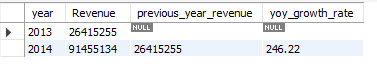 year Revenue previous_year_revenue yoy_growth_rate
2013 26415255 NULL NULL
2014 91455134 26415255 246.22